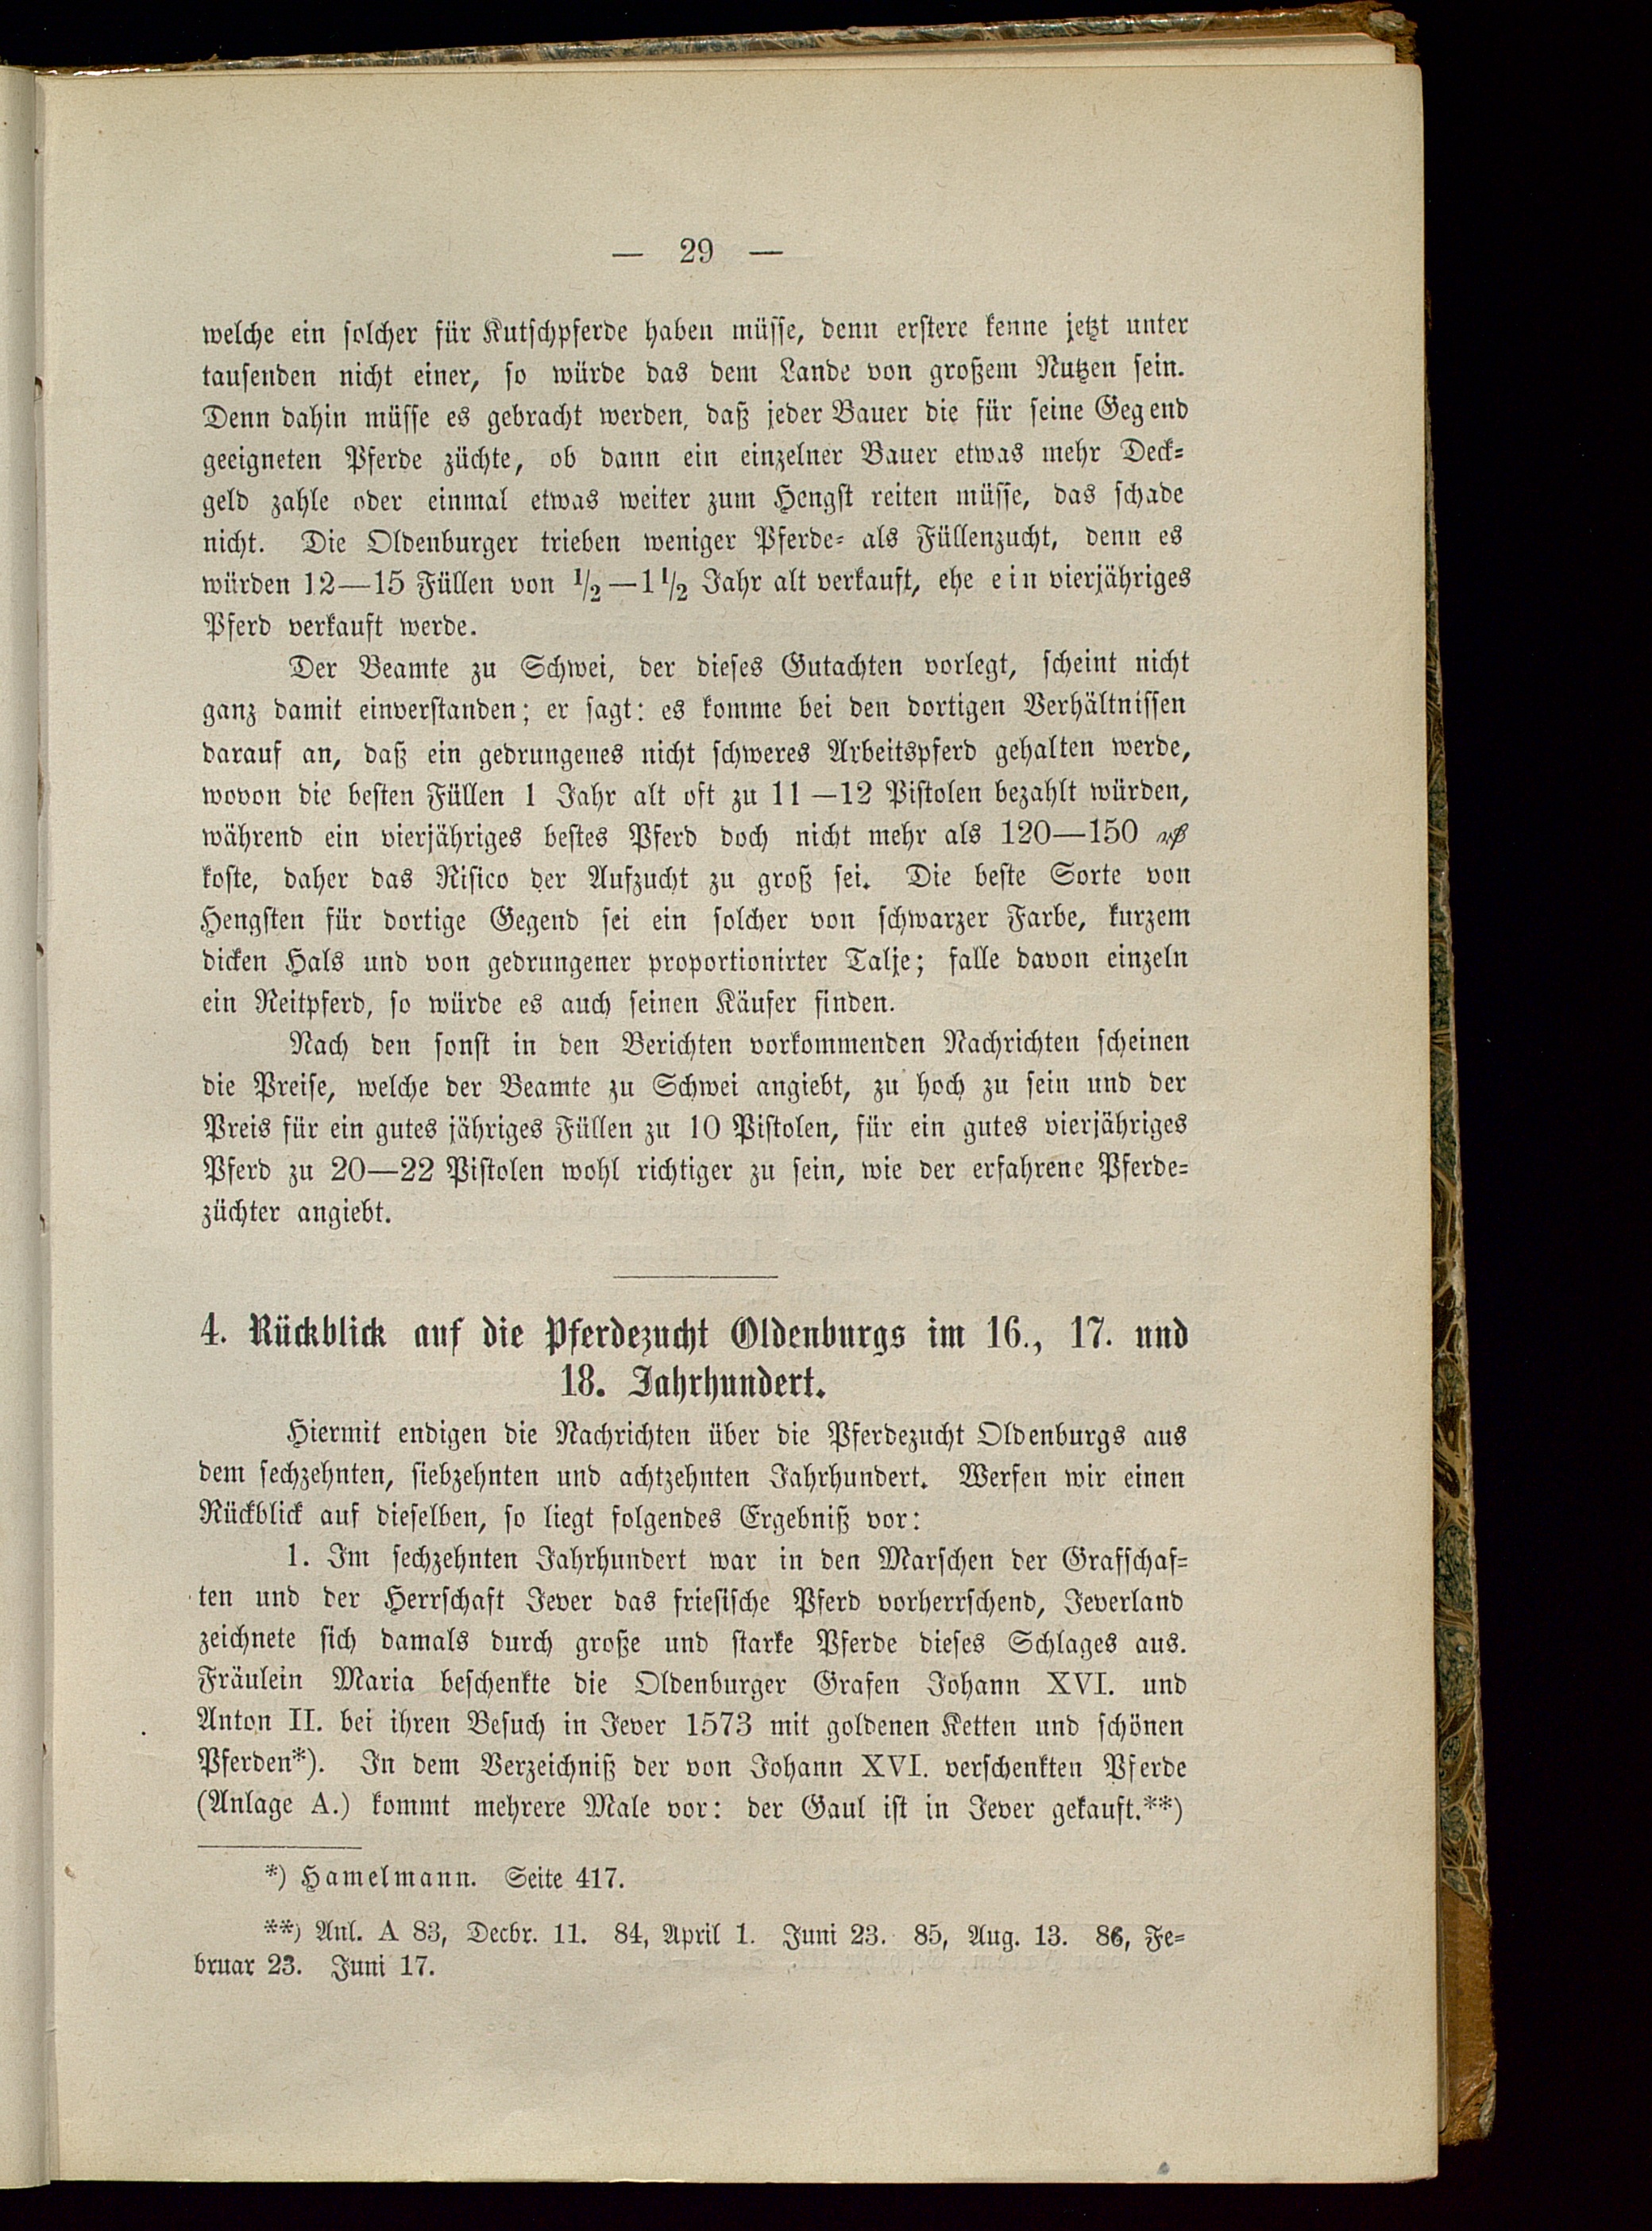 — 29 —
welche ein solcher für Kutschpferde haben müsse, denn erstere kenne jetzt unter
tausenden nicht einer, so würde das dem Lande von großem Nutzen sein.
Denn dahin müsse es gebracht werden, daß jeder Bauer die für seine Gegend
geeigneten Pferde züchte, ob dann ein einzelner Bauer etwas mehr Deck-
geld zahle oder einmal etwas weiter zum Hengst reiten müsse, das schade
nicht. Die Oldenburger trieben weniger Pferde- als Füllenzucht, denn es
würden 12—15 Füllen von 1/2—1 1/2 Jahr alt verkauft, ehe ein vierjähriges
Pferd verkauft werde.
Der Beamte zu Schwei, der dieses Gutachten vorlegt, scheint nicht
ganz damit einverstanden; er sagt: es komme bei den dortigen Verhältnissen
darauf an, daß ein gedrungenes nicht schweres Arbeitspferd gehalten werde,
wovon die besten Füllen 1 Jahr alt oft zu 11—12 Pistolen bezahlt würden,
während ein vierjähriges bestes Pferd doch nicht mehr als 120—150
koste, daher das Risico der Aufzucht zu groß sei. Die beste Sorte von
Hengsten für dortige Gegend sei ein solcher von schwarzer Farbe, kurzem
dicken Hals und von gedrungener proportionirter Talje; falle davon einzeln
ein Reitpferd, so würde es auch seinen Käufer finden.
Nach den sonst in den Berichten vorkommenden Nachrichten scheinen
die Preise, welche der Beamte zu Schwei angiebt, zu hoch zu sein und der
Preis für ein gutes jähriges Füllen zu 10 Pistolen, für ein gutes vierjähriges
Pferd zu 20—22 Pistolen wohl richtiger zu sein, wie der erfahrene Pferde-
züchter angiebt.
4. Rückblick auf die Pferdezucht Oldenburgs im 16., 17. und
18. Jahrhundert.
Hiermit endigen die Nachrichten über die Pferdezucht Oldenburgs aus
dem sechzehnten, siebzehnten und achtzehnten Jahrhundert. Werfen wir einen
Rückblick auf dieselben, so liegt folgendes Ergebniß vor:
1. Im sechzehnten Jahrhundert war in den Marschen der Grafschaf-
ten und der Herrschaft Jever das friesische Pferd vorherrschend, Jeverland
zeichnete sich damals durch große und starke Pferde dieses Schlages aus.
Fräulein Maria beschenkte die Oldenburger Grafen Johann XVI. und
Anton II. bei ihren Besuch in Jever 1573 mit goldenen Ketten und schönen
Pferden*). In dem Verzeichniß der von Johann XVI. verschenkten Pferde
(Anlage A.) kommt mehrere Male vor: der Gaul ist in Jever gekauft.**)
*) Hamelmann. Seite 417.
**) Anl. A 83, Decbr. 11. 84, April 1. Juni 23. 85, Aug. 13. 86, Fe-
bruar 23. Juni 17.